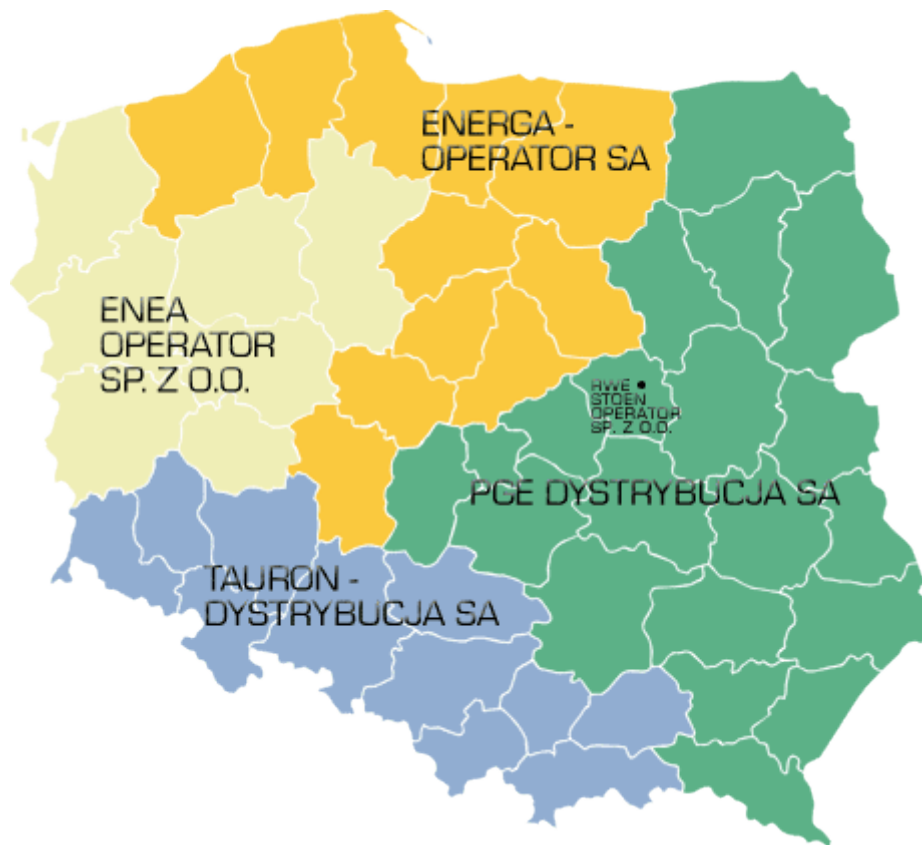 ENERGA -
OPERATOR SA
ENEA
OPERATOR
SP. Z O.O.
RWE
STOEN
OPERATOR
SP. Z O.O.
PGE DYSTRYBUCJA SA
TAURON -
DYSTRYBUCJA SA